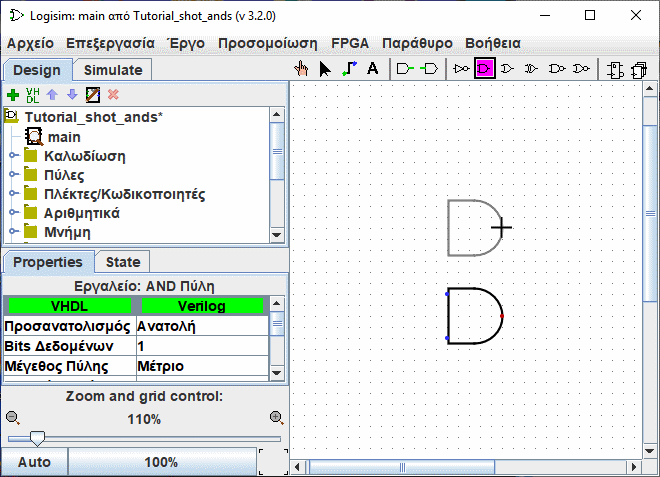 Logisim: main από Tutorial_shot_ands (v 3.2.0)
Αρχείο Επεξεργασία Έργο Προσομοίωση FPGA Παράθυρο Βοήθεια
Design Simulate
A
VH
DL
Tutorial_shot_ands*
main
Καλωδίωση
Πύλες
Πλέκτες/Κωδικοποιητές
Αριθμητικά
Μνήμη
Properties State
Εργαλείο: AND Πύλη
VHDL Verilog
Προσανατολισμός Ανατολή
Bits Δεδομένων 1
Μέγεθος Πύλης Μέτριο
Zoom and grid control:
110%
Auto 100%